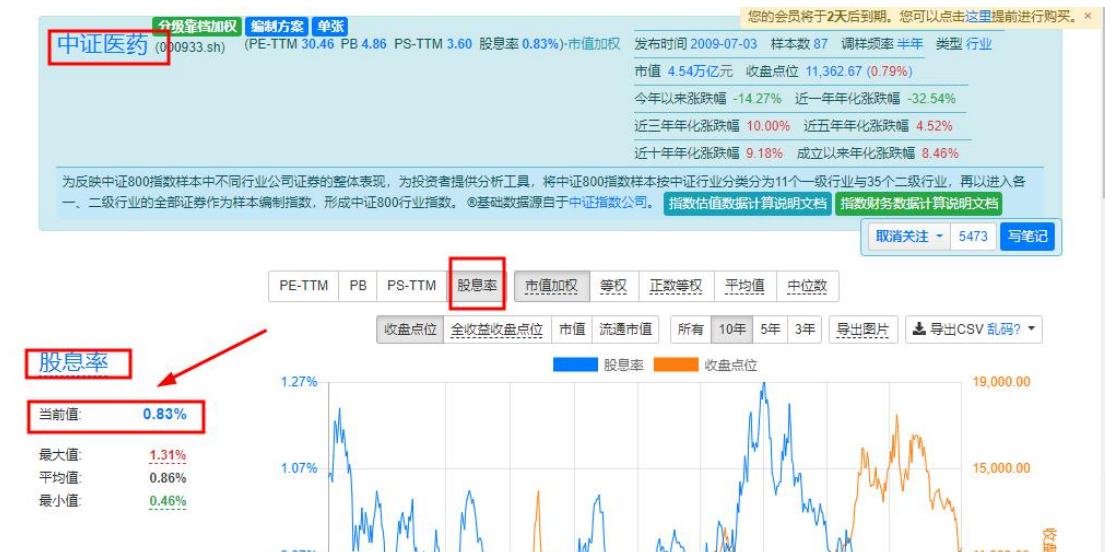 您的会员将于2天后到期。您可以点击这里提前进行购买。 ×
分级靠档加权 编制方案 单张
中证医药 (000933.sh) (PE-TTM 30.46 PB 4.86 PS-TTM 3.60 股息率 0.83%)-市值加权
发布时间 2009-07-03 样本数 87 调样频率 半年 类型 行业
市值 4.54万亿元 收盘点位 11,362.67 (0.79%)
今年以来涨跌幅 -14.27% 近一年年化涨跌幅 -32.54%
近三年年化涨跌幅 10.00% 近五年年化涨跌幅 4.52%
近十年年化涨跌幅 9.18% 成立以来年化涨跌幅 8.46%
为反映中证800指数样本中不同行业公司证券的整体表现，为投资者提供分析工具，将中证800指数样本按中证行业分类分为11个一级行业与35个二级行业，再以进入各
一、二级行业的全部证券作为样本编制指数，形成中证800行业指数。 ®基础数据源自于中证指数公司。 指数估值数据计算说明文档 指数财务数据计算说明文档
取消关注 5473 写笔记
PE-TTM PB PS-TTM 股息率 市值加权 等权 正数等权 平均值 中位数
收盘点位 全收益收盘点位 市值 流通市值 所有 10年 5年 3年 导出图片 导出CSV 乱码?
股息率
当前值: 0.83%
最大值: 1.31%
平均值: 0.86%
最小值: 0.46%
股息率 收盘点位
1.27% 19,000.00
1.07% 15,000.00